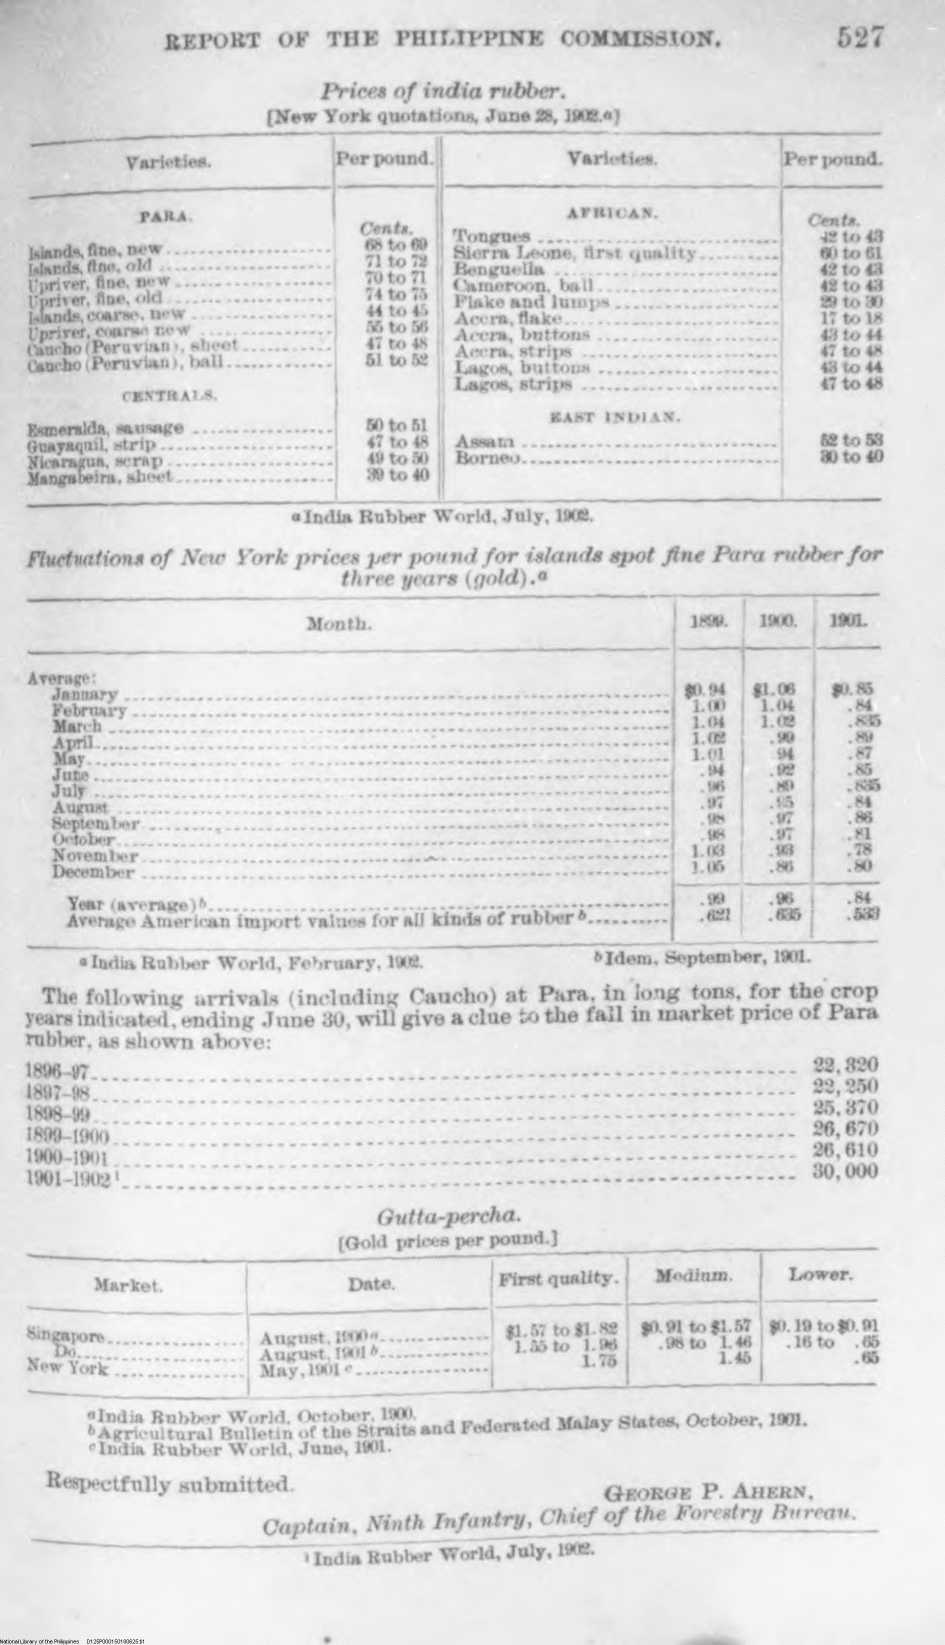 REPORT OF THE PHILIPPINE COMMISSION. 527
Prices of india rubber.
[New York quotations, June 28, 1902.a]
Varieties. Per pound. Varieties. Per pound.
PARA.
Cents.
Islands, fine, new 68 to 69
Islands, fine, old 71 to 72
Upriver, fine, new 70 to 71
Upriver, fine, old 74 to 75
Islands, coarse, new 44 to 45
Upriver, coarse new 55 to 56
Caucho (Peruvian), sheet 47 to 48
Caucho (Peruvian), ball 51 to 52
CENTRALS.
Esmeralda, sausage 50 to 51
Guayaquil, strip 47 to 48
Nicaragua, scrap 49 to 50
Mangabeira, sheet 39 to 40
AFRICAN.
Cents.
Tongues 42 to 43
Sierra Leone, first quality 60 to 61
Benguella 42 to 43
Cameroon, ball 42 to 43
Flake and lumps 29 to 30
Accra, flake 17 to 18
Accra, buttons 43 to 44
Accra, strips 47 to 48
Lagos, buttons 43 to 44
Lagos, strips 47 to 48
EAST INDIAN.
Assam 52 to 53
Borneo 30 to 40
a India Rubber World, July, 1902.
Fluctuations of New York prices per pound for islands spot fine Para rubber for
three years (gold).a
Month. 1899. 1900. 1901.
Average:
January $0.94 $1.06 $0.85
February 1.00 1.04 .84
March 1.04 1.02 .835
April 1.02 .99 .89
May 1.01 .94 .87
June .94 .92 .85
July .96 .89
August .97 .84
September .98 .97 .86
October .98 .97 .81
November 1.03 .93 .78
December 1.05 .86 .80
Year (average)b .99 .96 .84
Average American import values for all kinds of rubber b .621 .635 .533
a India Rubber World, February, 1902. b Idem, September, 1901.
The following arrivals (including Caucho) at Para, in long tons, for the crop
years indicated, ending June 30, will give a clue to the fall in market price of Para
rubber, as shown above:
1896–97 22,320
1897–98 22,250
1898–99 25,370
1899–1900 26,670
1900–1901 26,610
1901–1902 1 30,000
Gutta-percha.
[Gold prices per pound.]
Market. Date. First quality. Medium. Lower.
Singapore August, 1900a $1.57 to $1.82 $0.91 to $1.57 $0.19 to $0.91
Do August, 1901 b 1.55 to 1.96 .98 to 1.46 .16 to .65
New York May, 1901 c 1.75 1.45 .65
a India Rubber World, October, 1900.
b Agricultural Bulletin of the Straits and Federated Malay States, October, 1901.
c India Rubber World, June, 1901.
Respectfully submitted.
GEORGE P. AHERN,
Captain, Ninth Infantry, Chief of the Forestry Bureau.
1 India Rubber World, July, 1902.
National Library of the Philippines